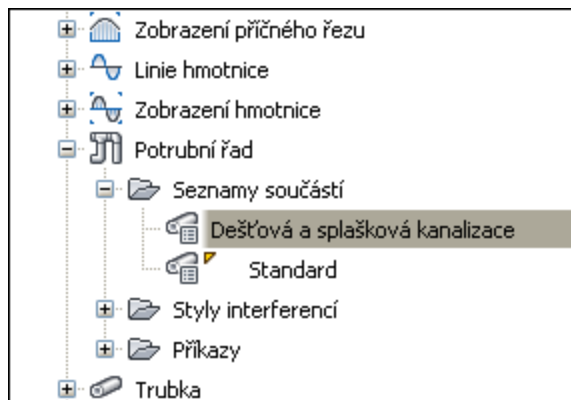 Zobrazení příčného řezu
Linie hmotnice
Zobrazení hmotnice
Potrubní řad
Seznamy součástí
Dešťová a splašková kanalizace
Standard
Styly interferencí
Příkazy
Trubka